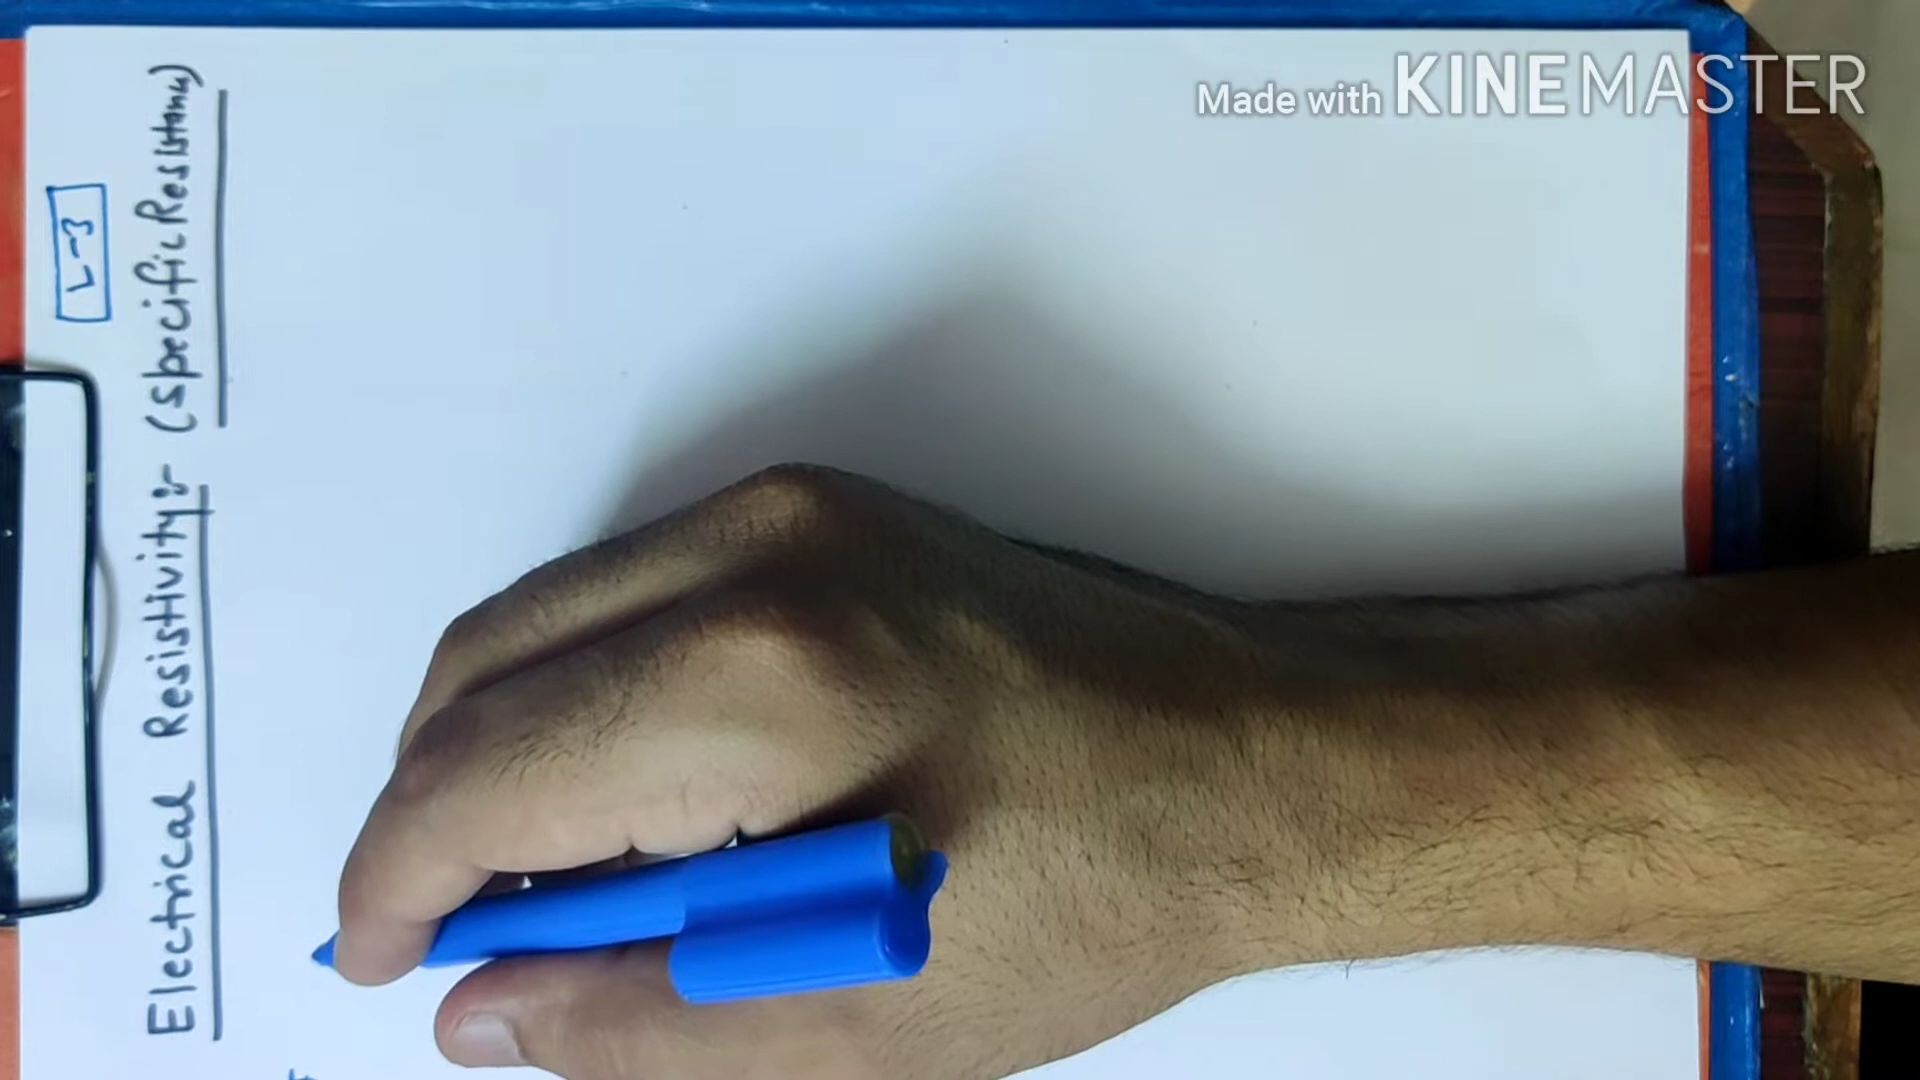 Made with KINEMASTER
L-3
Electrical Resistivity:- (specific Resistance)